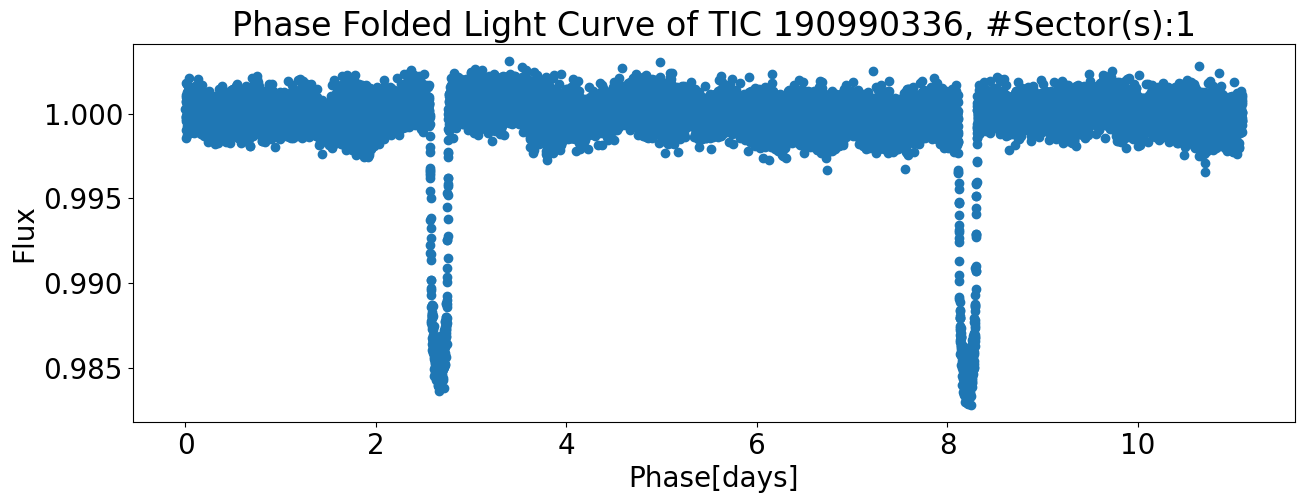 Phase Folded Light Curve of TIC 190990336, #Sector(s):1
1.000
0.995
0.990
0.985
Flux
0 2 4 6 8 10
Phase[days]